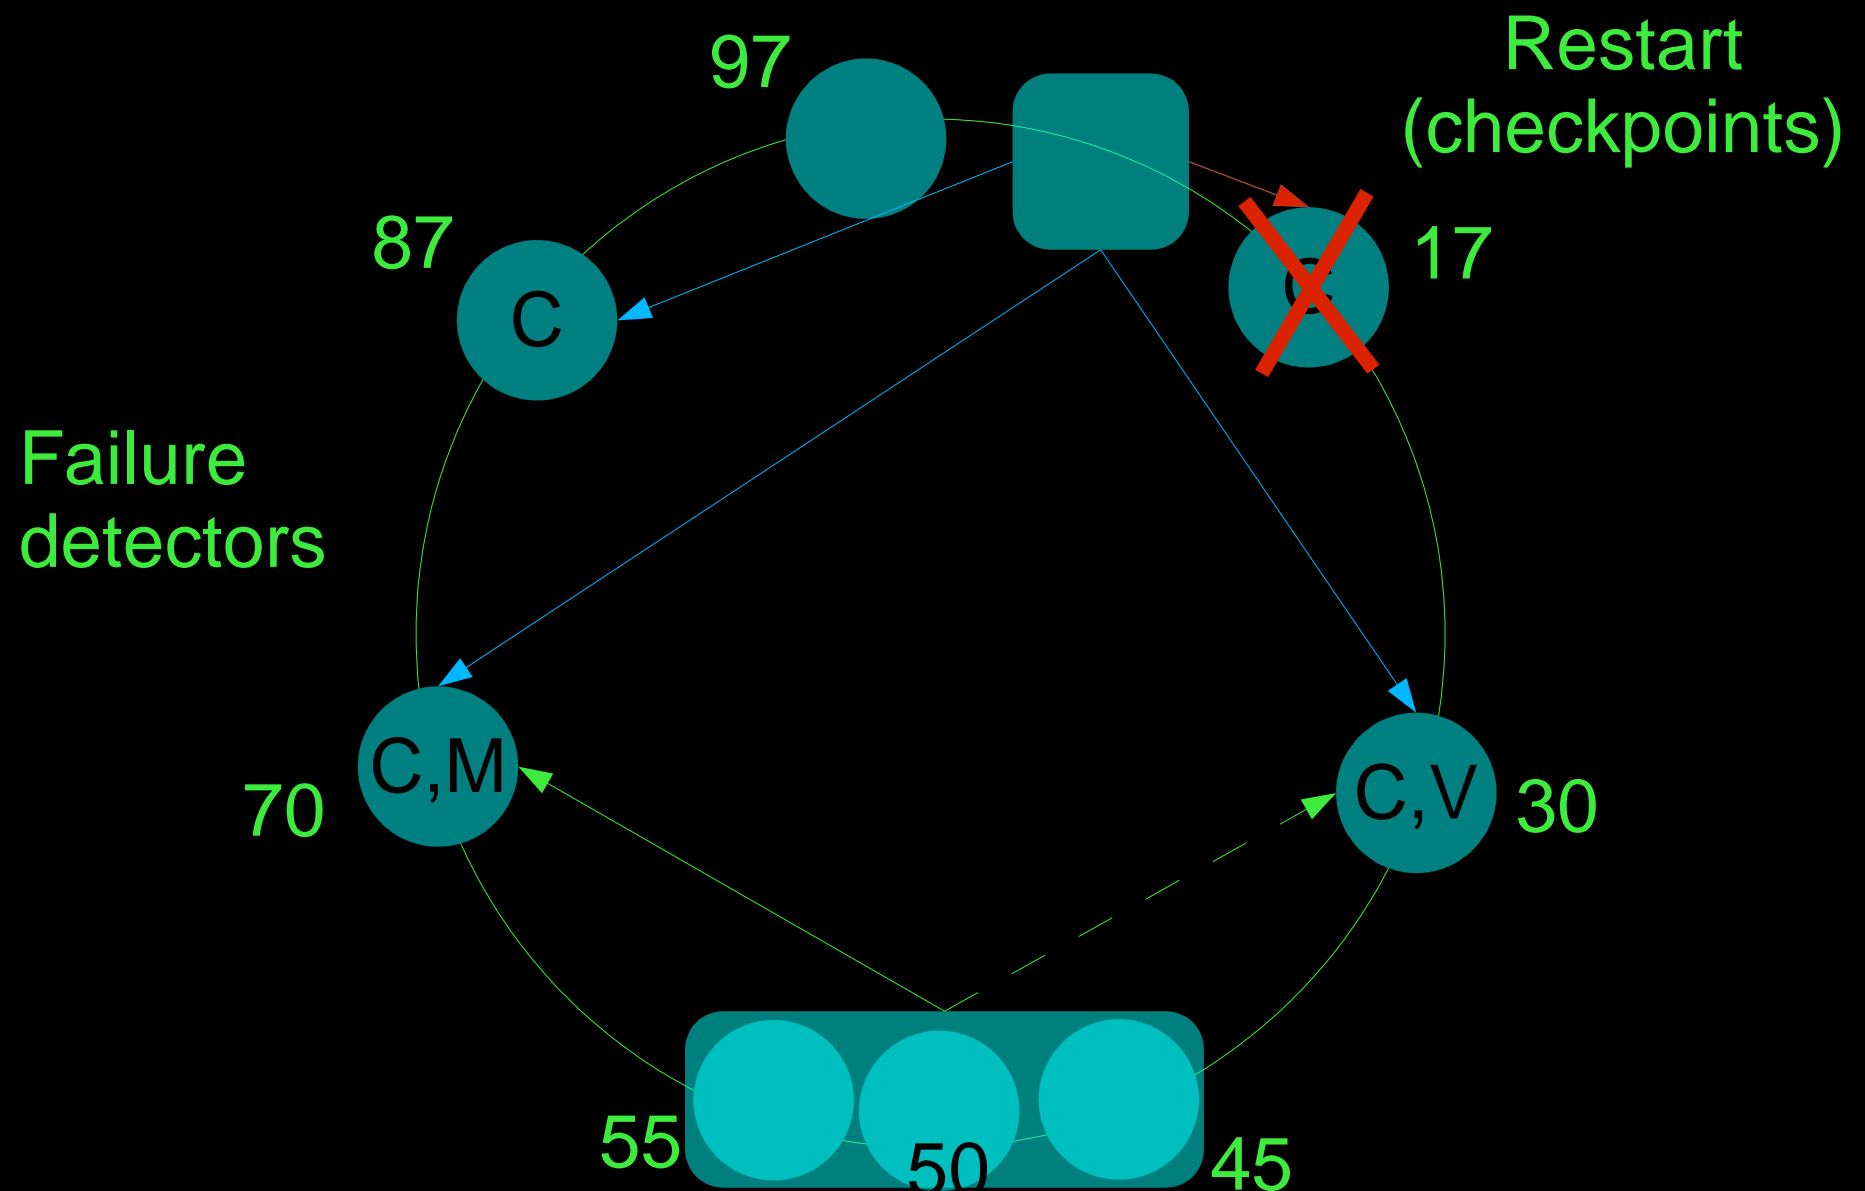 97
Restart
(checkpoints)
87
17
C
C
Failure
detectors
C,M
C,V
70
30
55
50
45